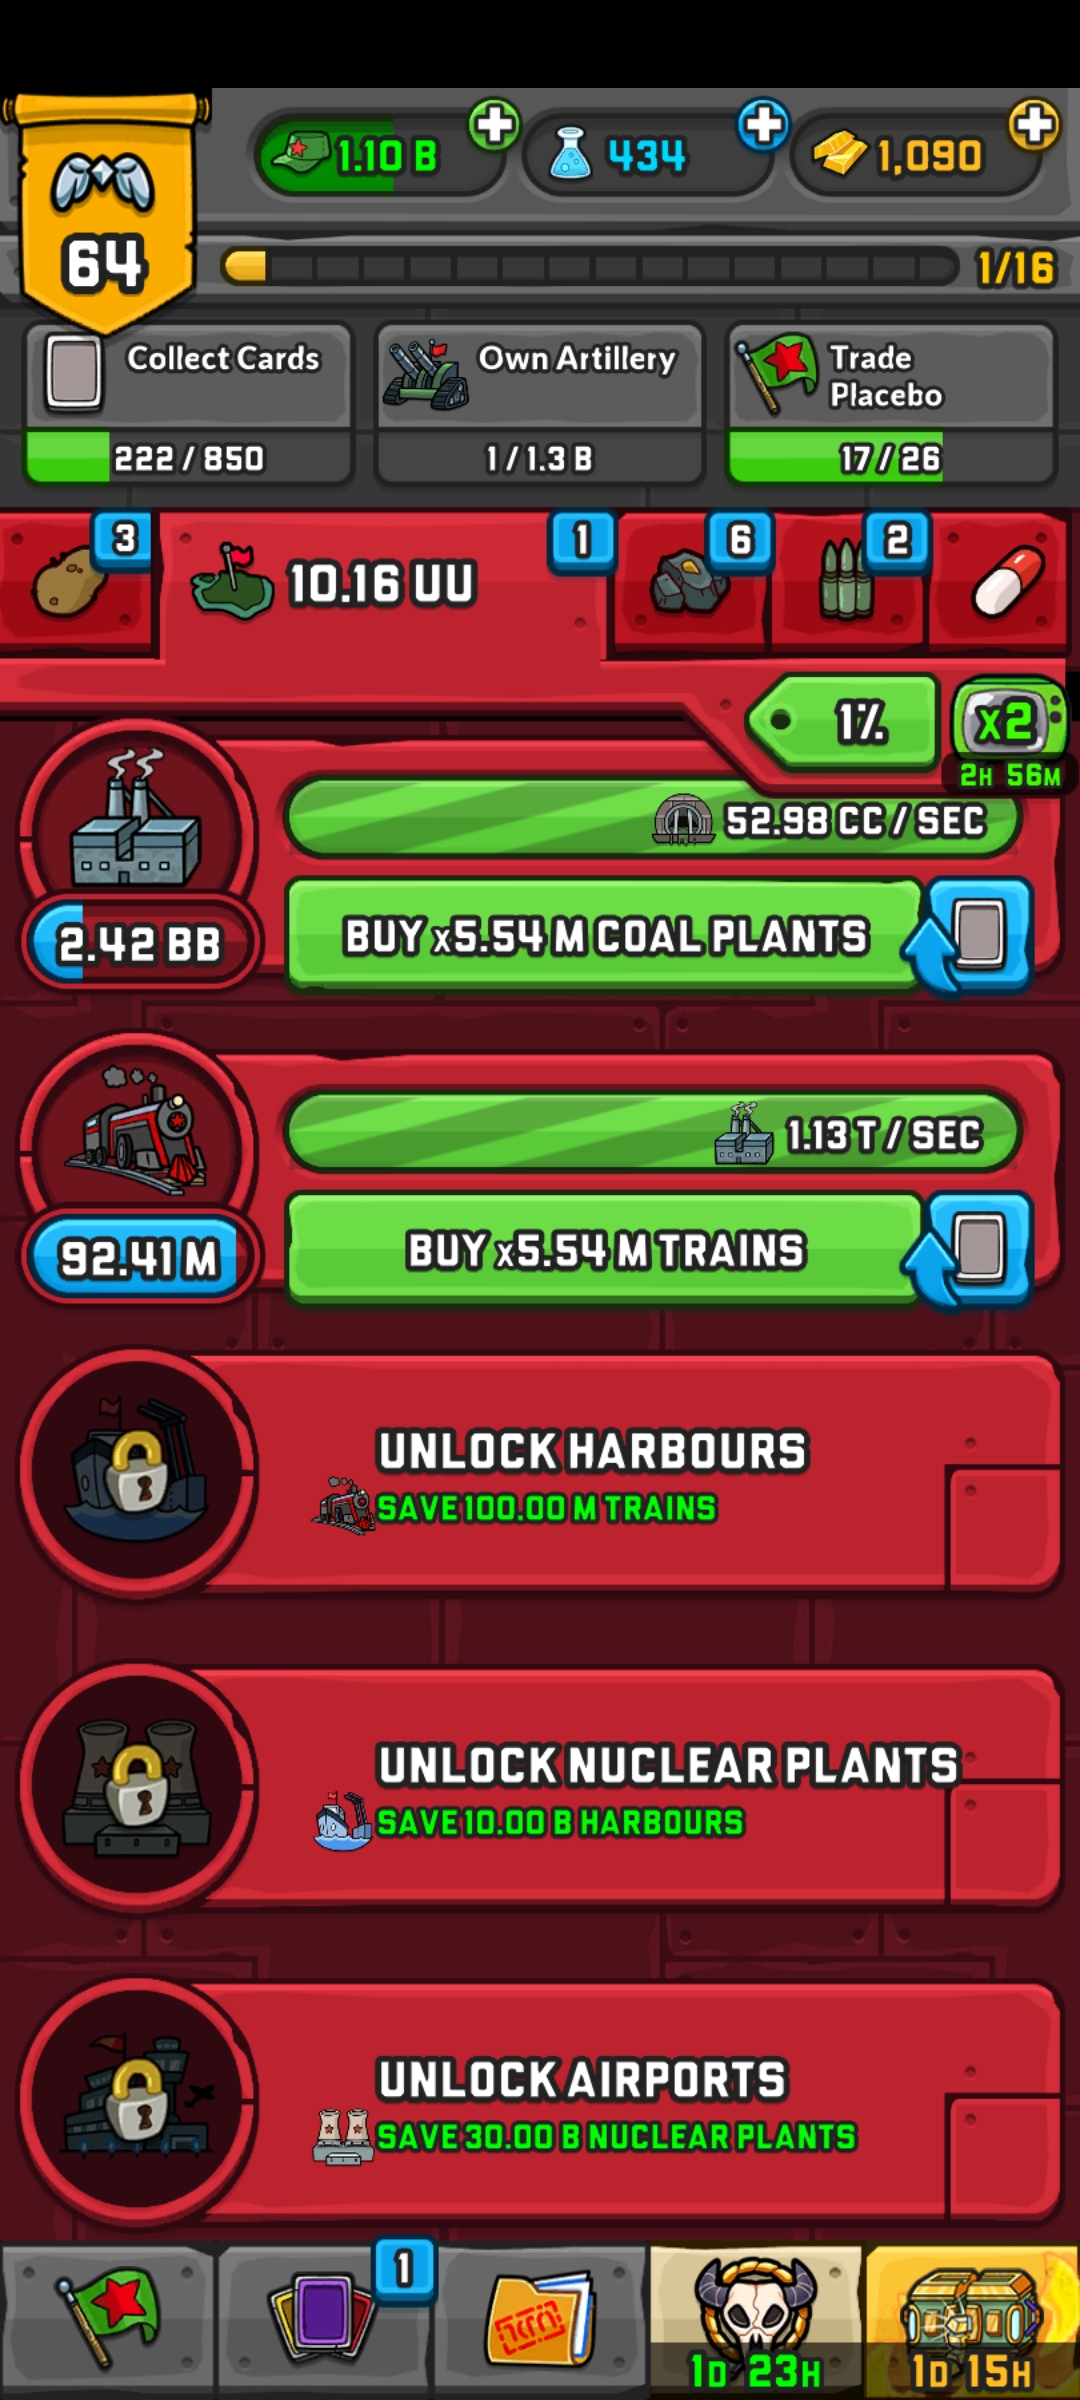 1.10 B
434
1,090
64
1/16
Collect Cards
222 / 850
Own Artillery
1 / 1.3 B
Trade
Placebo
17 / 26
3
10.16 UU
1
6
2
1%
x2
2H 56M
52.98 CC / SEC
2.42 BB
BUY x5.54 M COAL PLANTS
1.13 T / SEC
92.41 M
BUY x5.54 M TRAINS
UNLOCK HARBOURS
SAVE 100.00 M TRAINS
UNLOCK NUCLEAR PLANTS
SAVE 10.00 B HARBOURS
UNLOCK AIRPORTS
SAVE 30.00 B NUCLEAR PLANTS
1
1D 23H
1D 15H